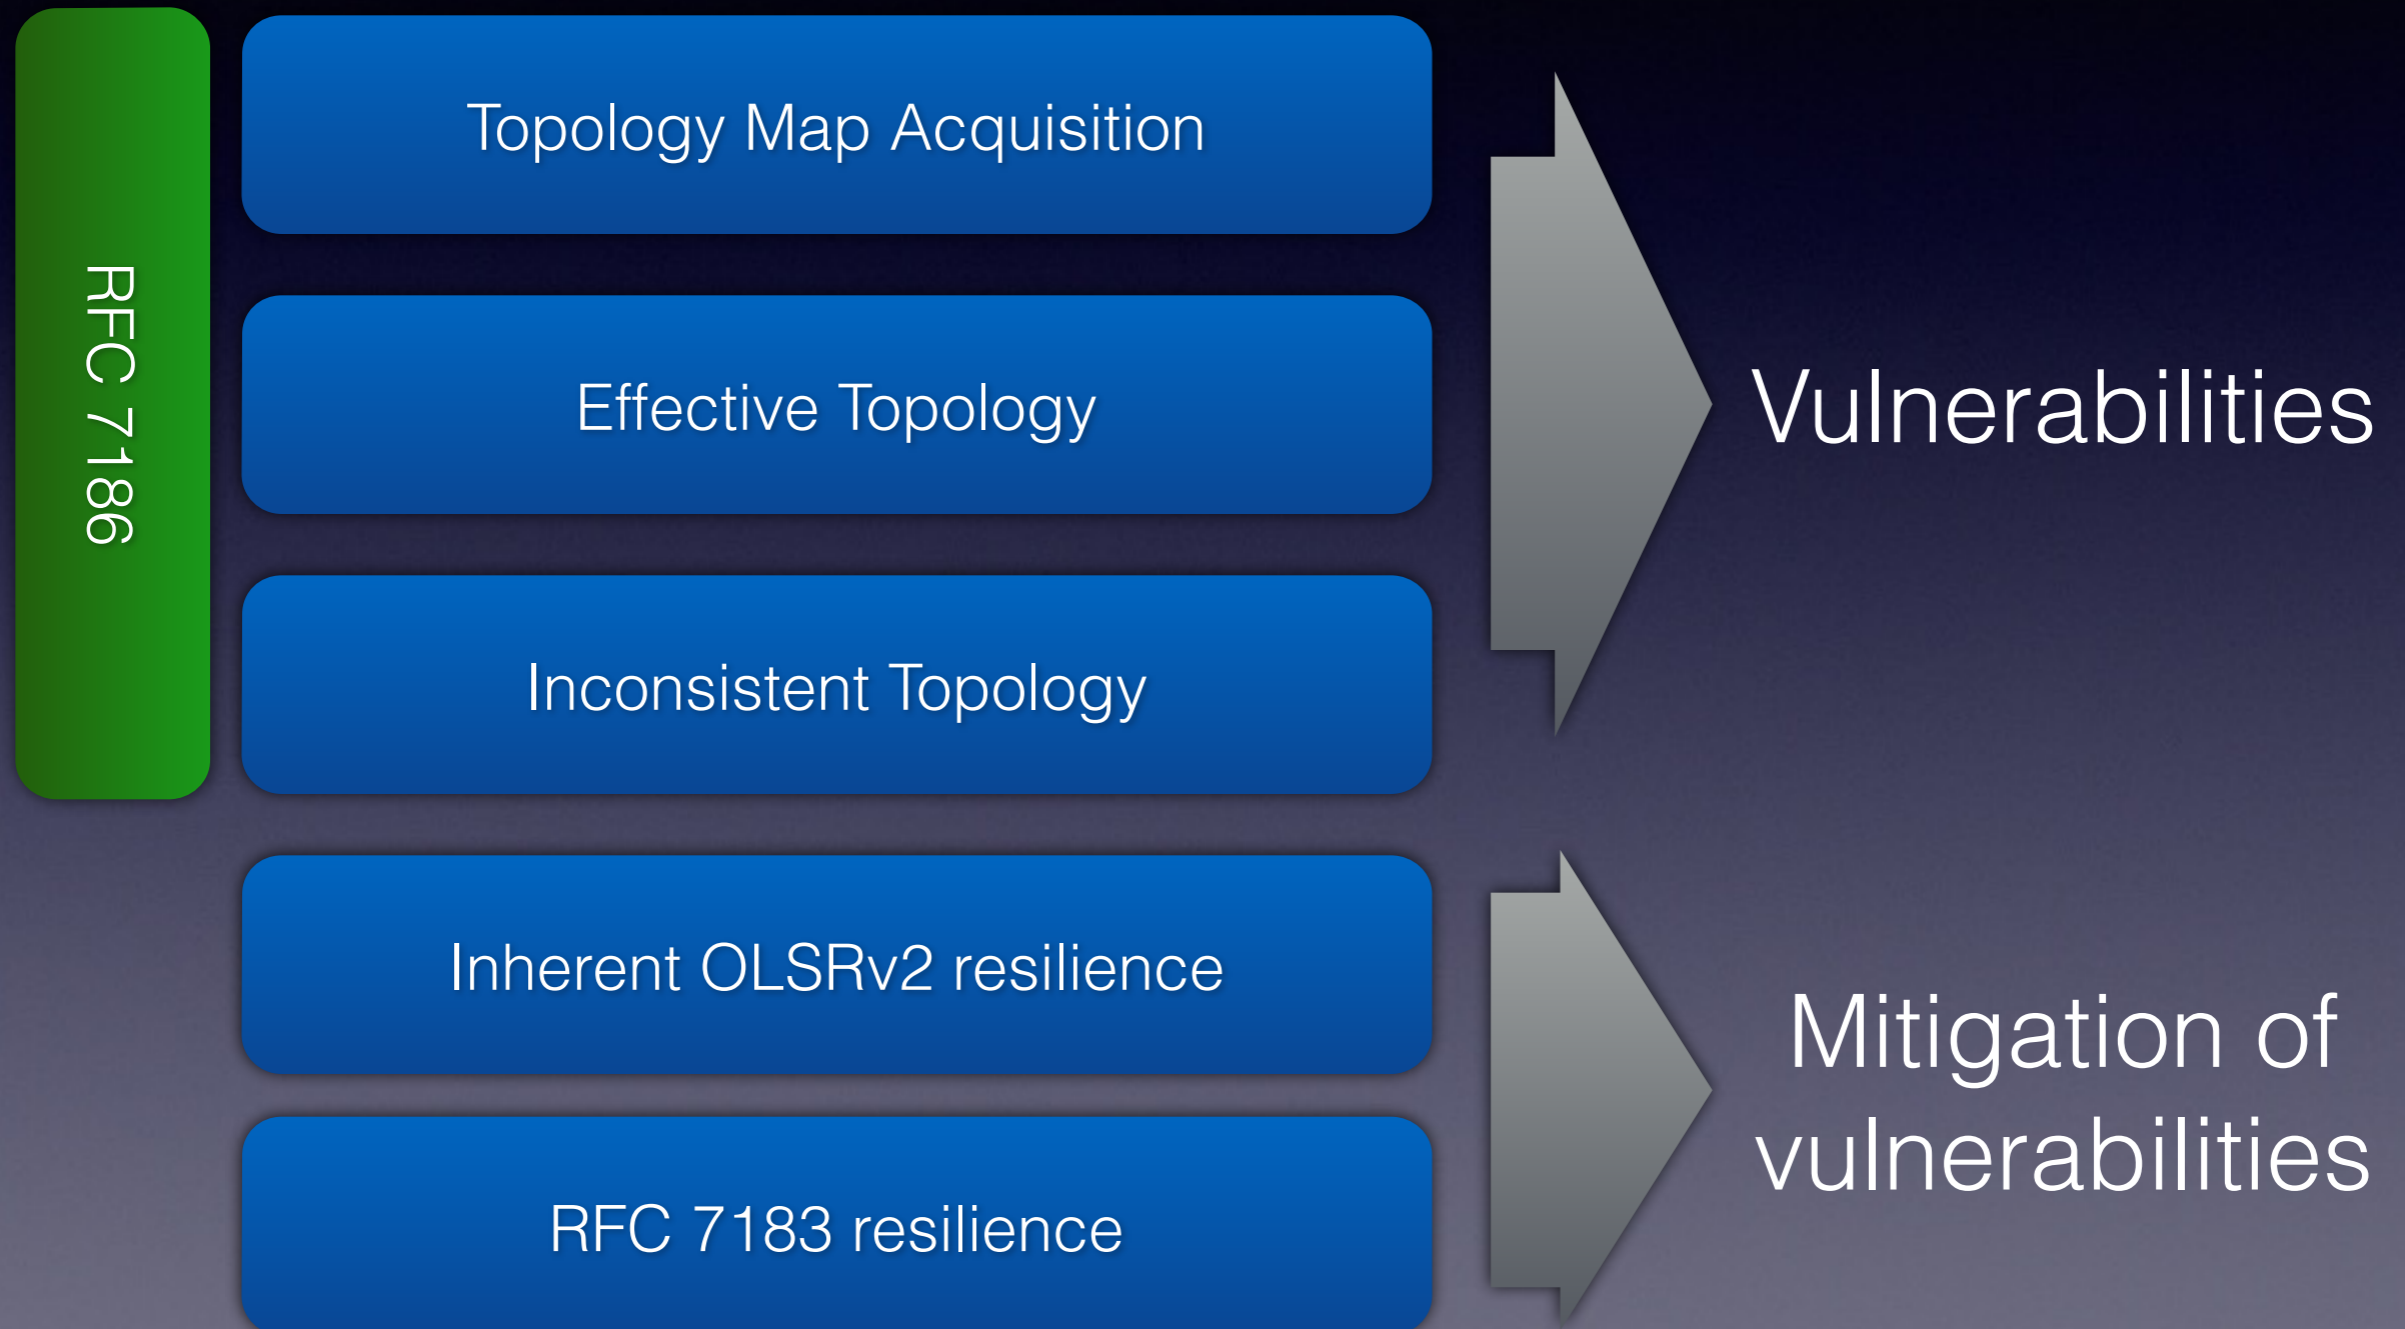 RFC 7186
Topology Map Acquisition
Effective Topology
Inconsistent Topology
Vulnerabilities
Inherent OLSRv2 resilience
RFC 7183 resilience
Mitigation of
vulnerabilities